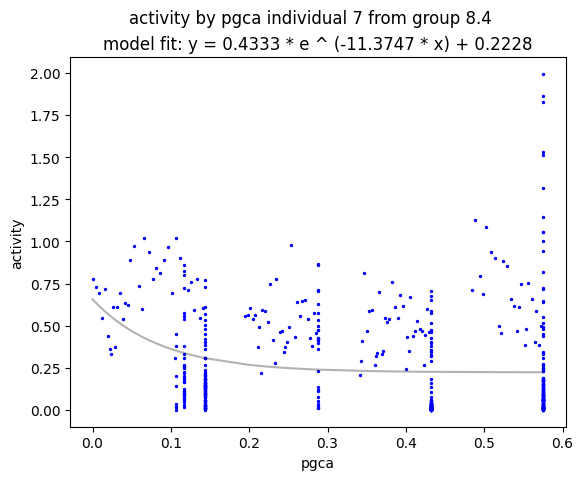 activity by pgca individual 7 from group 8.4
model fit: y = 0.4333 * e ^ (-11.3747 * x) + 0.2228
2.00
1.75
1.50
1.25
1.00
0.75
0.50
0.25
0.00
activity
0.0 0.1 0.2 0.3 0.4 0.5 0.6
pgca